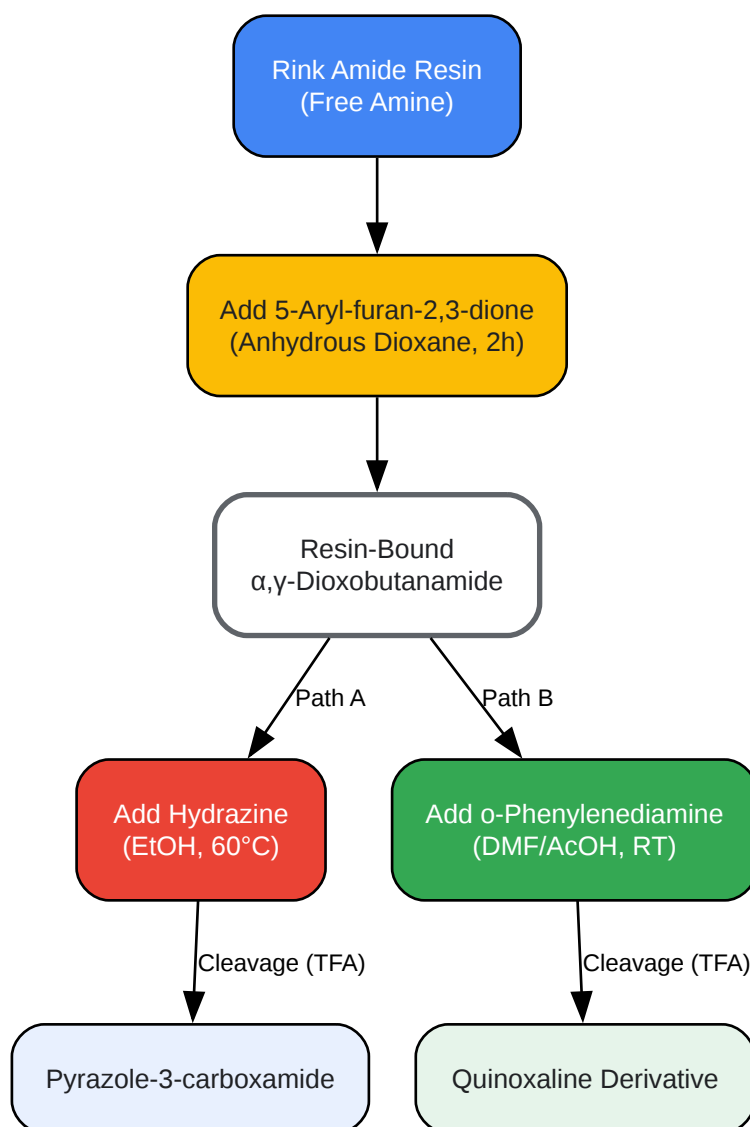 Rink Amide Resin
(Free Amine)
Add 5-Aryl-furan-2,3-dione
(Anhydrous Dioxane, 2h)
Resin-Bound
α,γ-Dioxobutanamide
Path A
Path B
Add Hydrazine
(EtOH, 60°C)
Add o-Phenylenediamine
(DMF/AcOH, RT)
Cleavage (TFA)
Cleavage (TFA)
Pyrazole-3-carboxamide
Quinoxaline Derivative